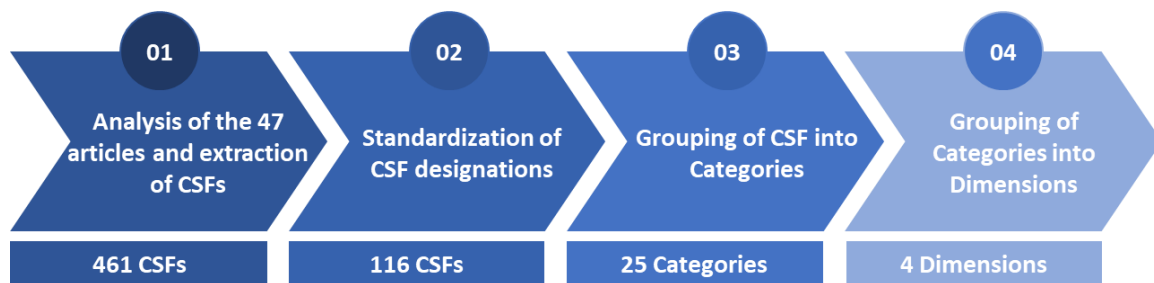 01
Analysis of the 47
articles and extraction
of CSFs
461 CSFs
02
Standardization of
CSF designations
116 CSFs
03
Grouping of CSF into
Categories
25 Categories
04
Grouping of
Categories into
Dimensions
4 Dimensions